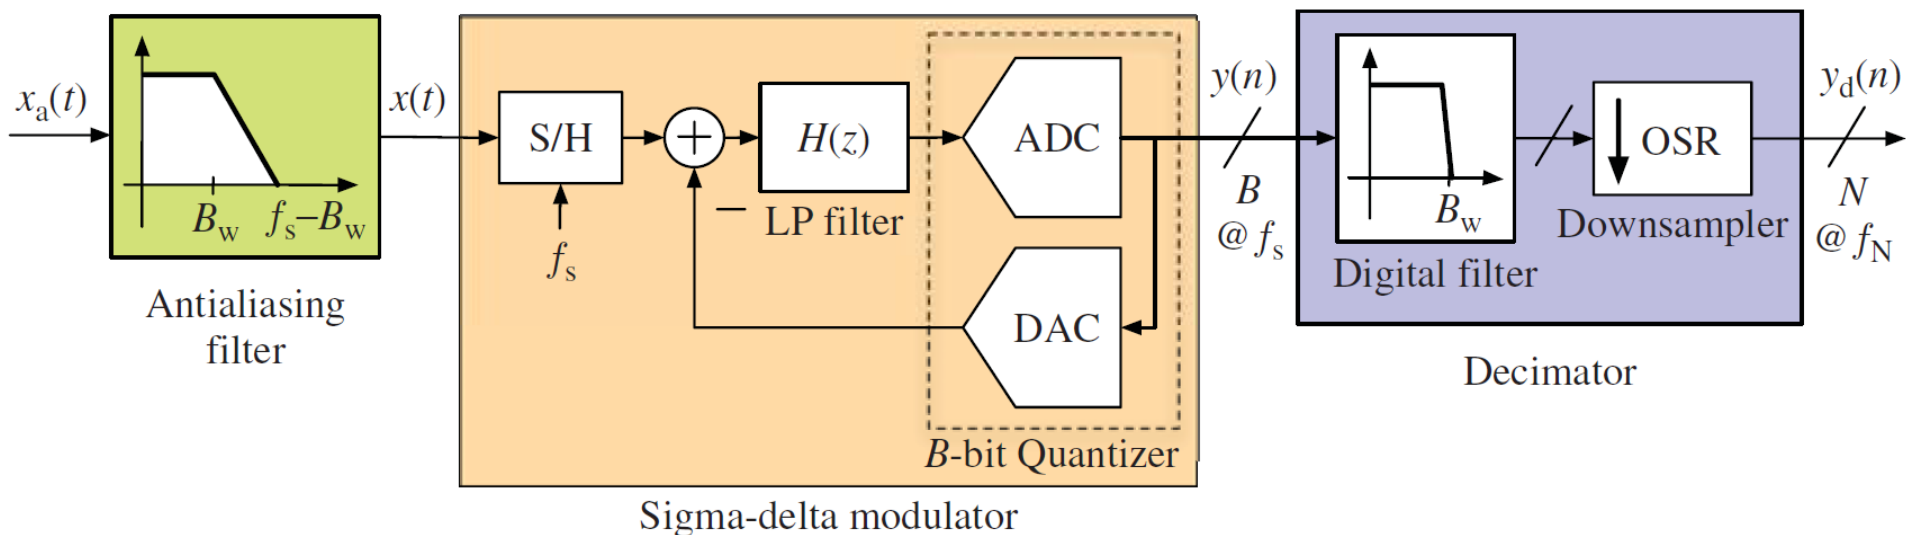 xa(t)
Bw
fs−Bw
Antialiasing
filter
x(t)
S/H
fs
+
−
H(z)
LP filter
ADC
DAC
B-bit Quantizer
Sigma-delta modulator
y(n)
B
@ fs
Bw
Digital filter
OSR
Downsampler
Decimator
yd(n)
N
@ fN